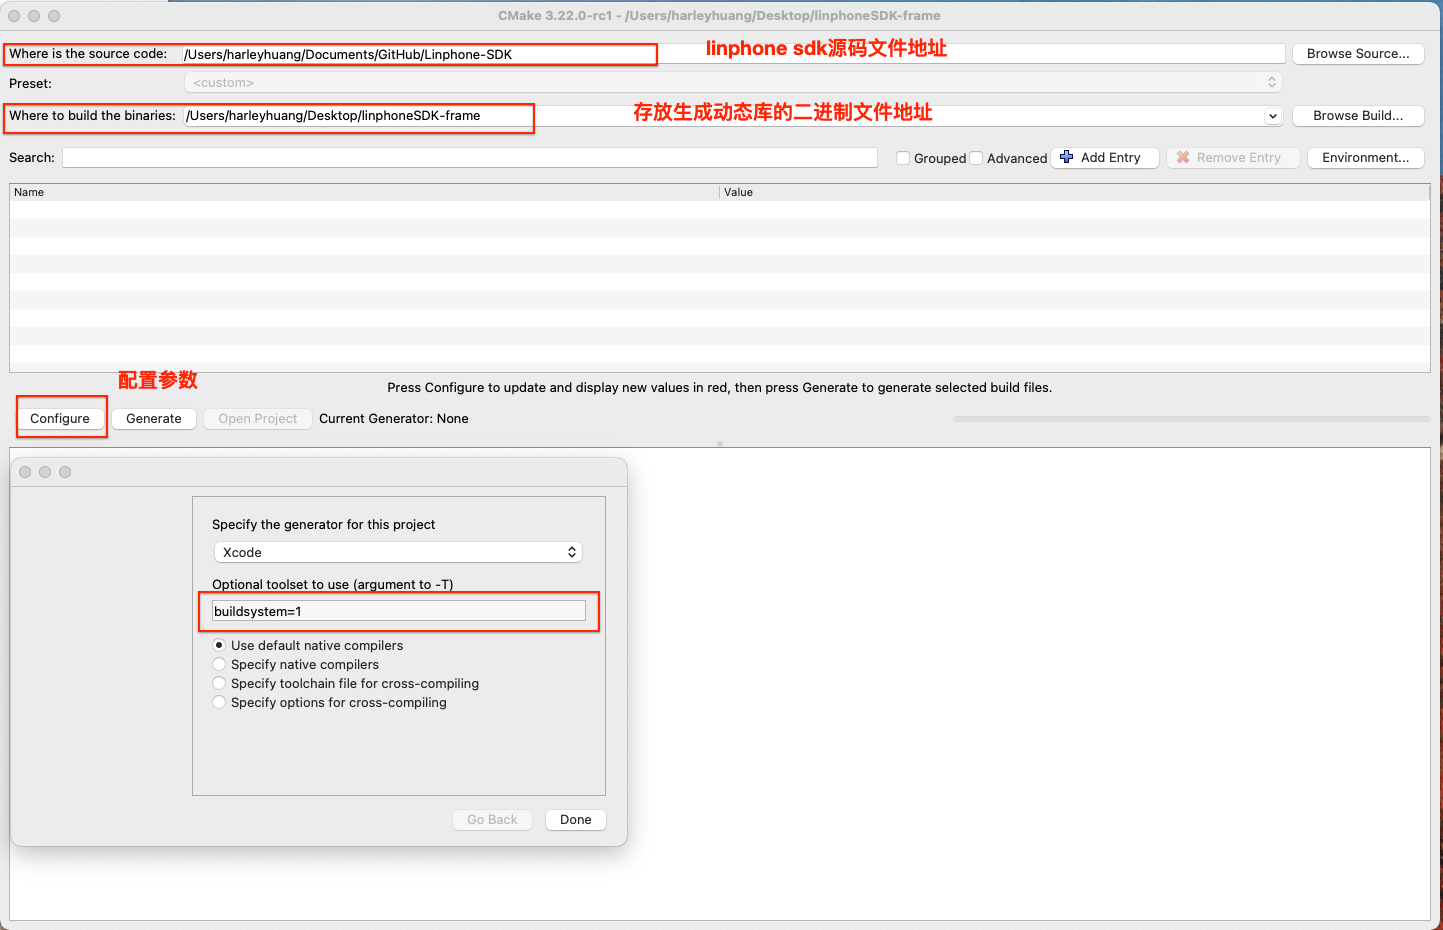 CMake 3.22.0-rc1 - /Users/harleyhuang/Desktop/linphoneSDK-frame
Where is the source code: /Users/harleyhuang/Documents/GitHub/Linphone-SDK linphone sdk源码文件地址 Browse Source...
Preset: <custom>
Where to build the binaries: /Users/harleyhuang/Desktop/linphoneSDK-frame 存放生成动态库的二进制文件地址 Browse Build...
Search: Grouped Advanced Add Entry Remove Entry Environment...
Name Value
配置参数
Press Configure to update and display new values in red, then press Generate to generate selected build files.
Configure Generate Open Project Current Generator: None
Specify the generator for this project
Xcode
Optional toolset to use (argument to -T)
buildsystem=1
Use default native compilers
Specify native compilers
Specify toolchain file for cross-compiling
Specify options for cross-compiling
Go Back Done